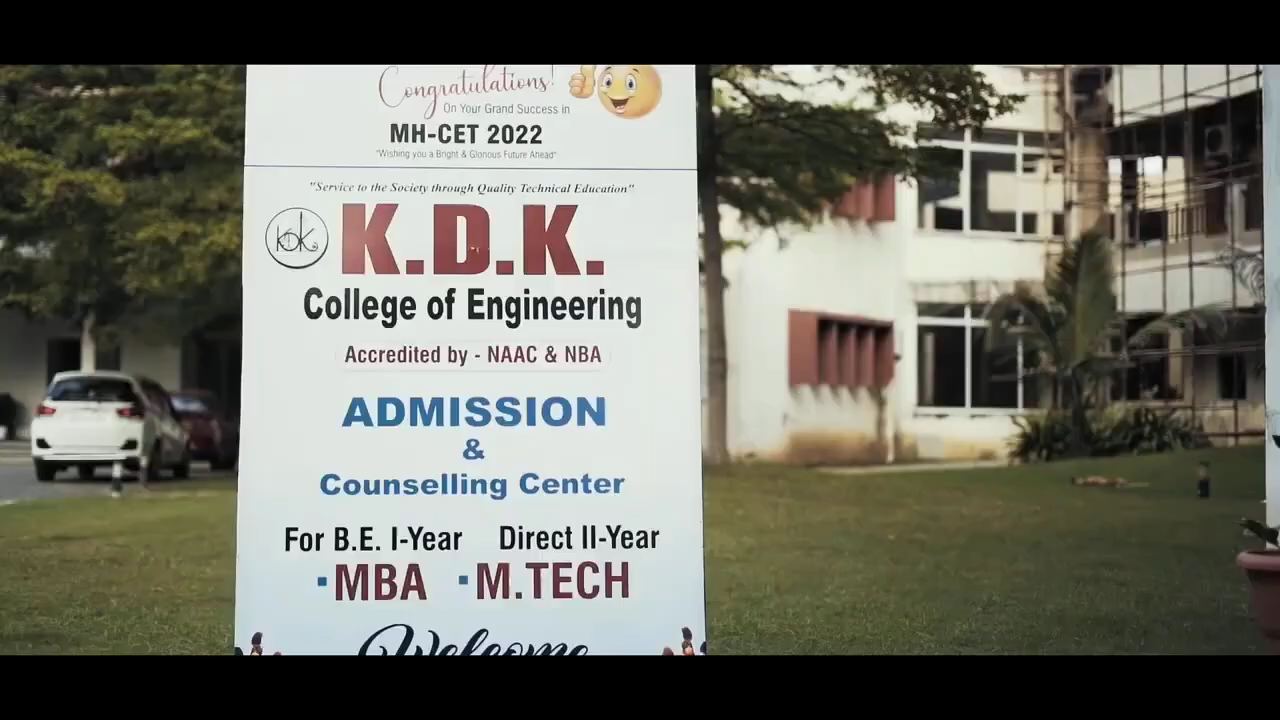 Congratulations!
On Your Grand Success in
MH-CET 2022
"Wishing you a Bright & Glorious Future Ahead"
"Service to the Society through Quality Technical Education"
KDK
K.D.K.
College of Engineering
Accredited by - NAAC & NBA
ADMISSION
&
Counselling Center
For B.E. I-Year Direct II-Year
▪MBA ▪M.TECH
Welcome